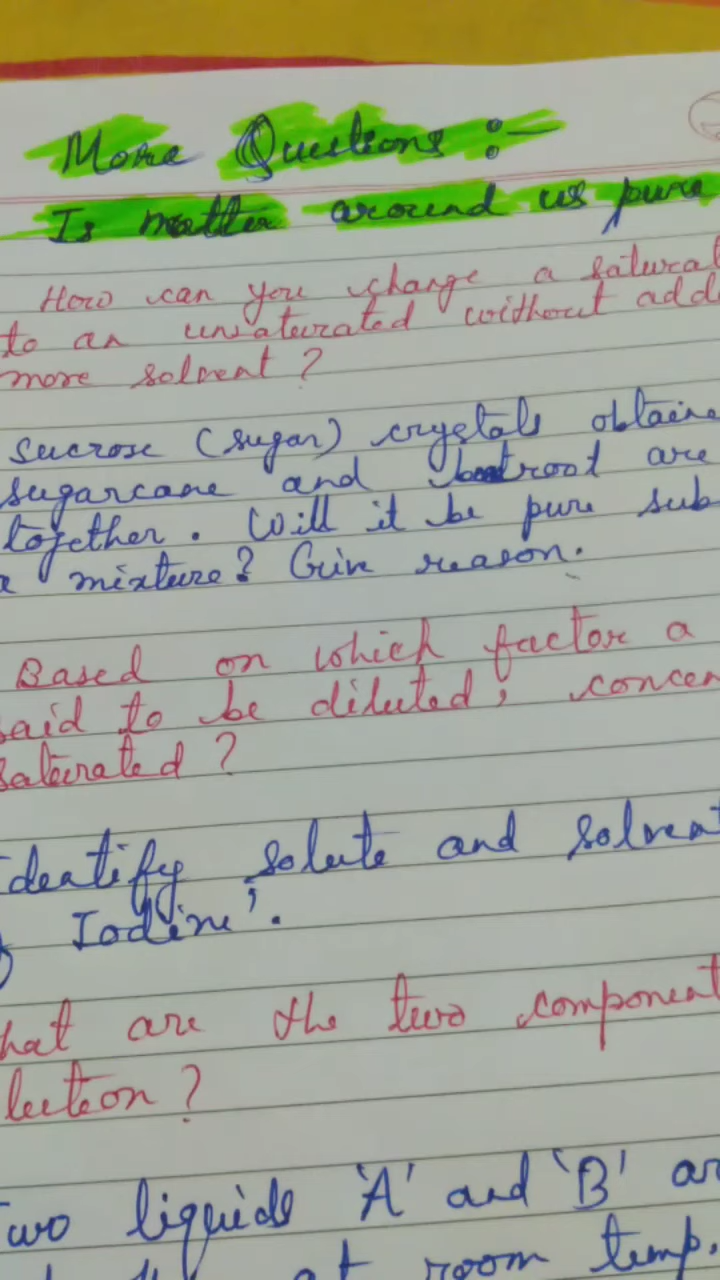 More Questions :-
Is matter around us pure
How can you change a saturat
to an unsaturated without add
more solvent ?
sucrose (sugar) crystals obtaine
sugarcane and beetroot are
together. Will it be pure sub
a mixture? Give reason.
Based on which factor a
said to be diluted, concen
saturated ?
dentify solute and solvent
Iodine'.
hat are the two component
lution ?
Two liquids 'A' and 'B' ar
at room temp.